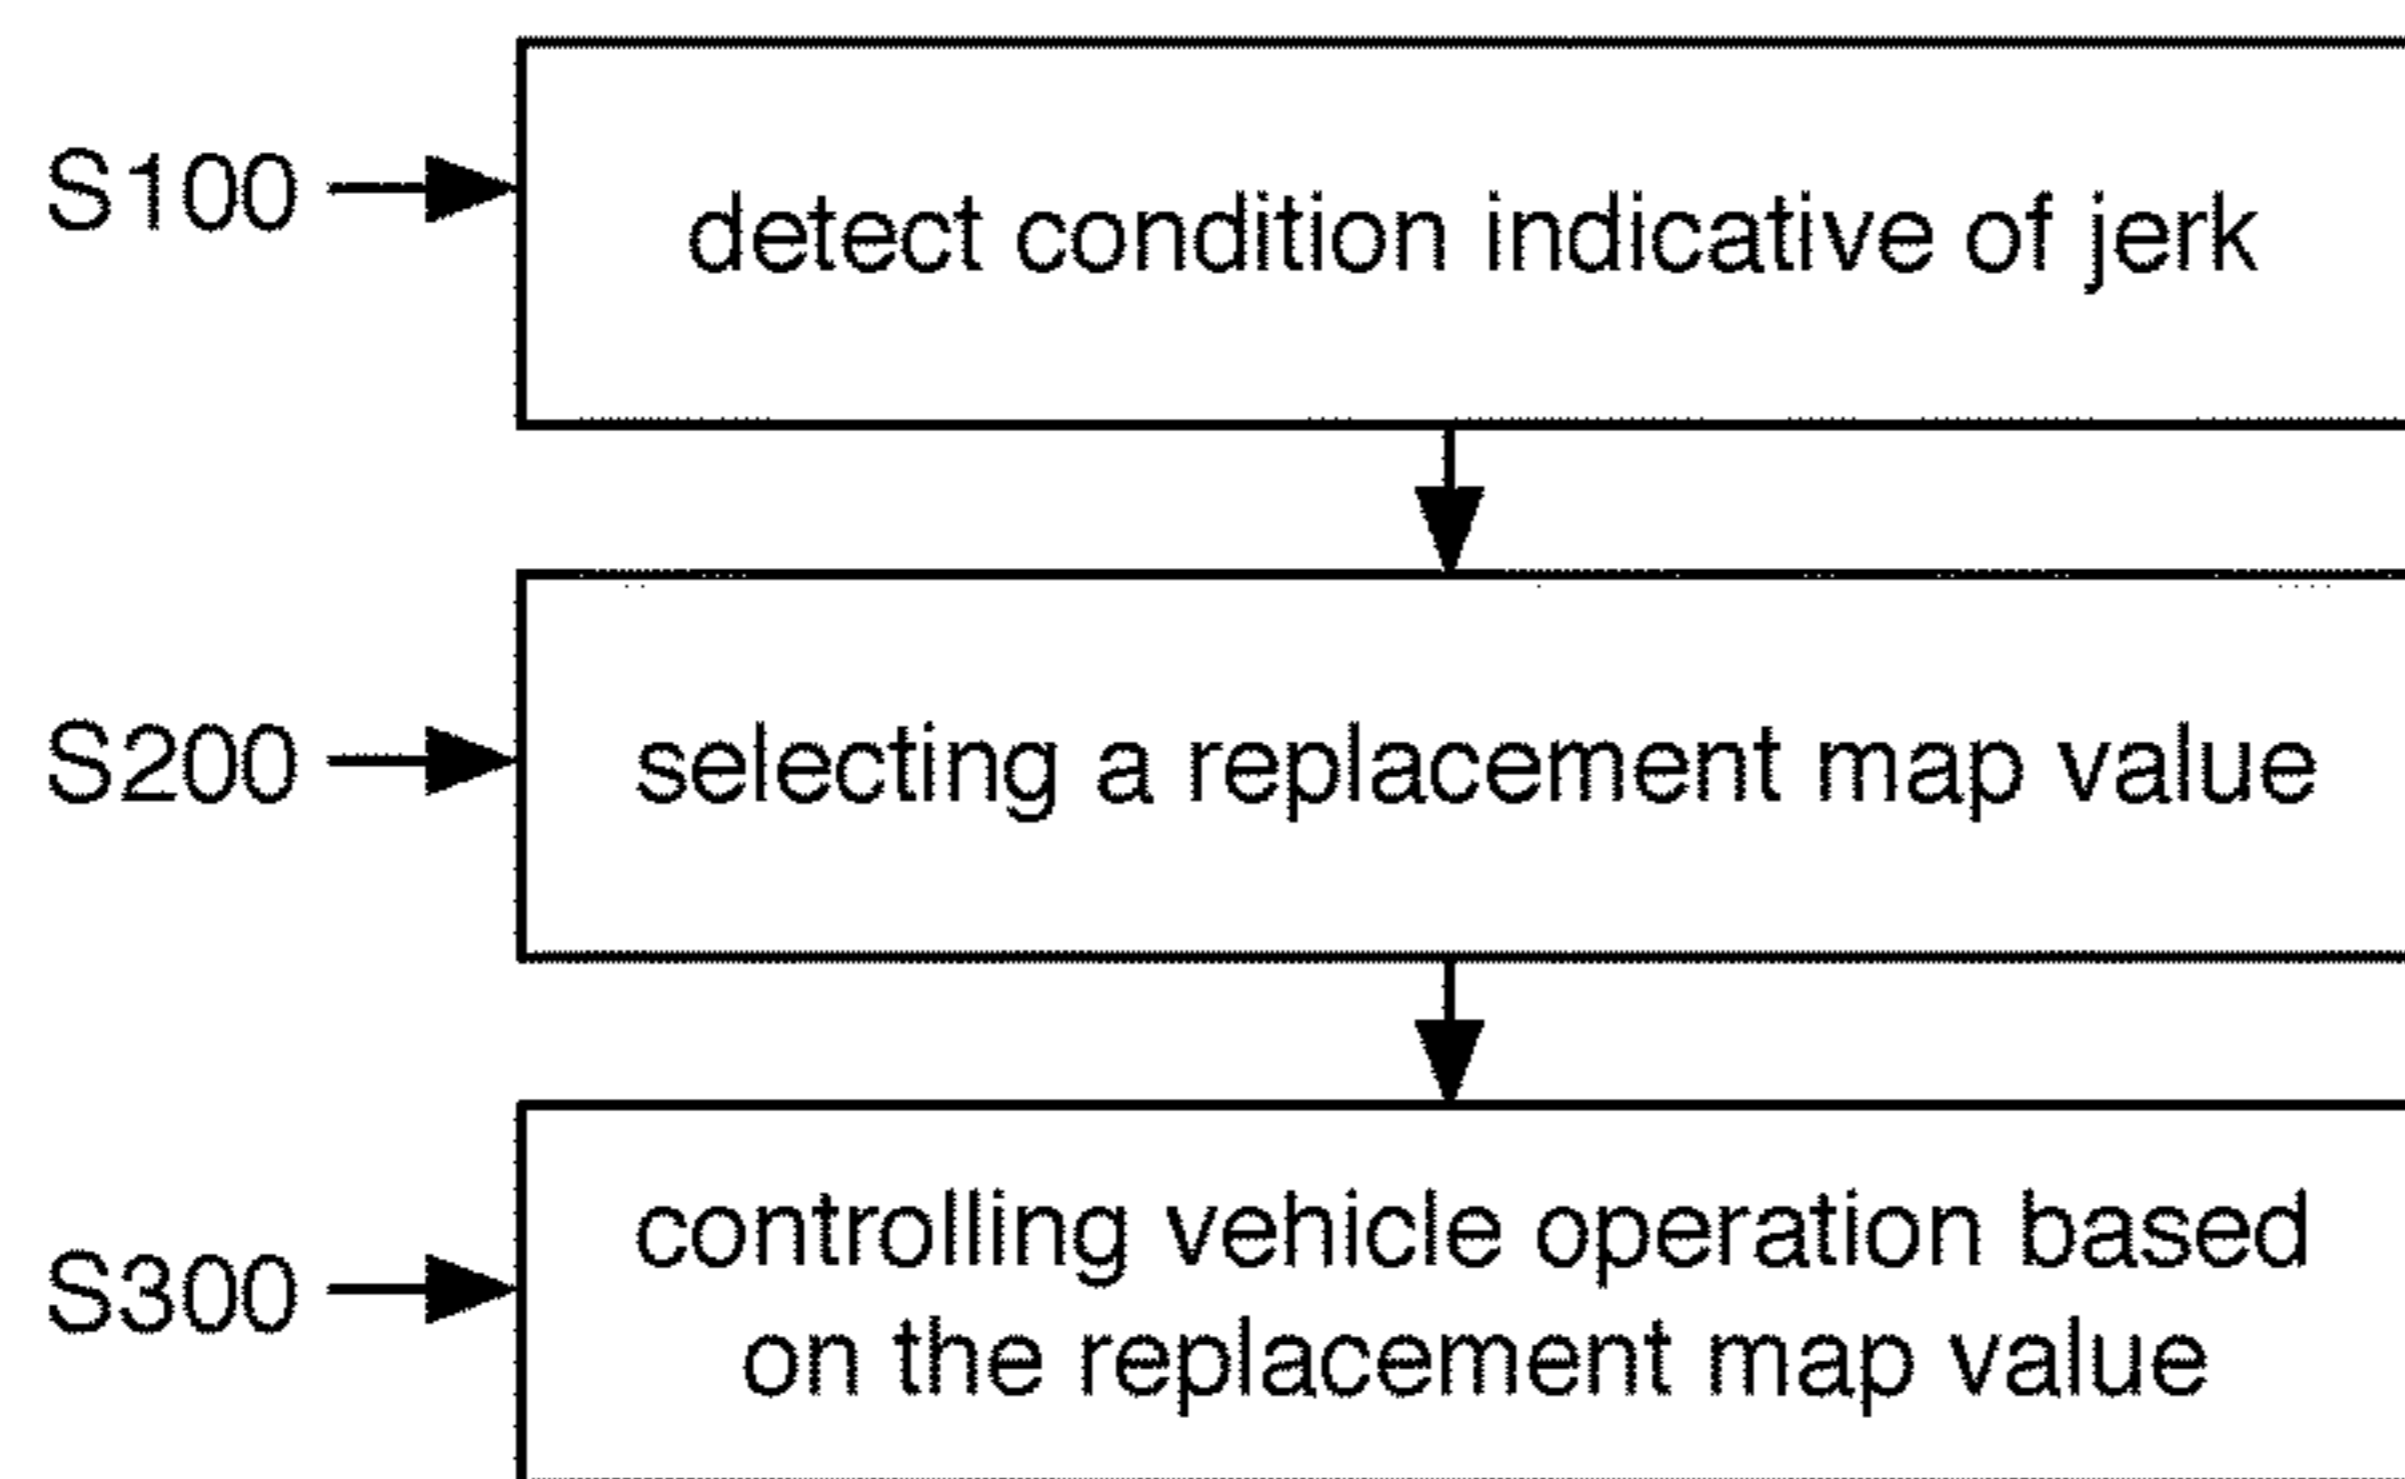 S100
detect condition indicative of jerk
S200
selecting a replacement map value
S300
controlling vehicle operation based
on the replacement map value